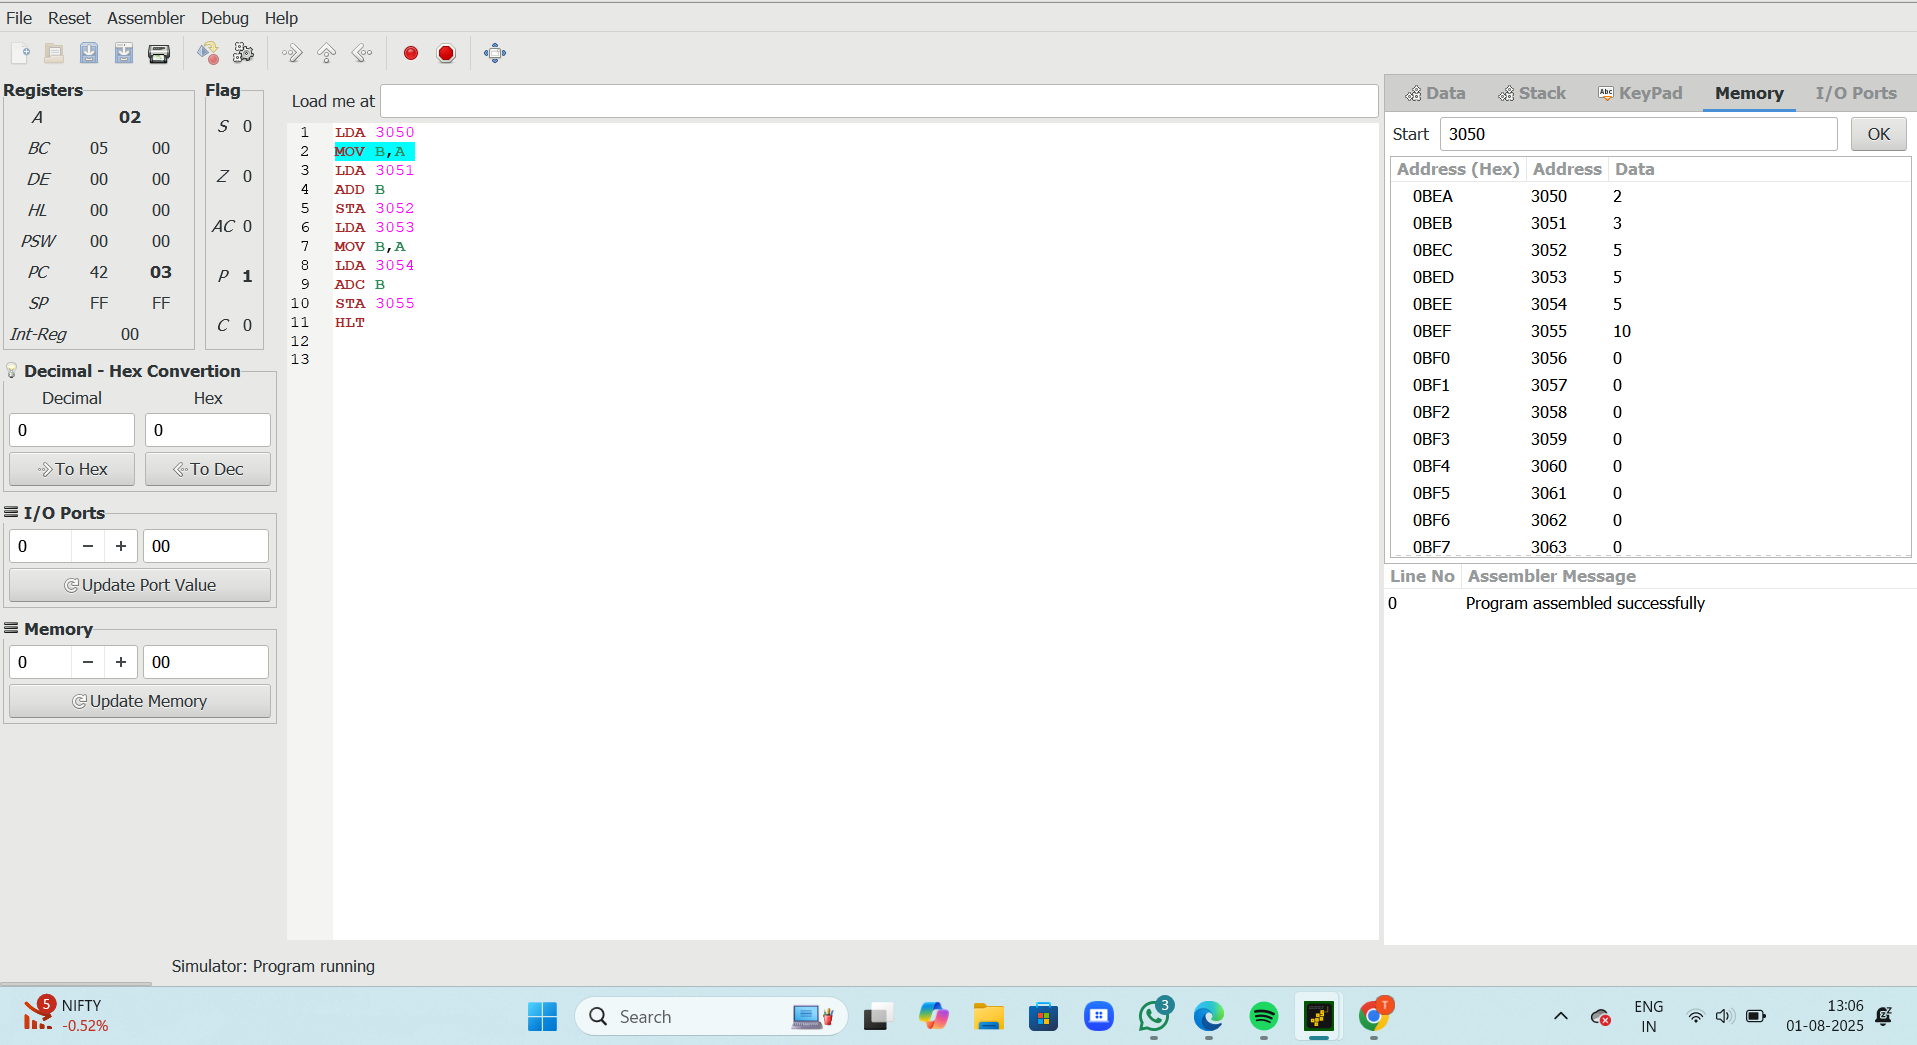 File Reset Assembler Debug Help
Registers
A 02
BC 05 00
DE 00 00
HL 00 00
PSW 00 00
PC 42 03
SP FF FF
Int-Reg 00
Flag
S 0
Z 0
AC 0
P 1
C 0
Decimal - Hex Convertion
Decimal Hex
0 0
To Hex To Dec
I/O Ports
0 − + 00
Update Port Value
Memory
0 − + 00
Update Memory
Load me at
1 LDA 3050
2 MOV B,A
3 LDA 3051
4 ADD B
5 STA 3052
6 LDA 3053
7 MOV B,A
8 LDA 3054
9 ADC B
10 STA 3055
11 HLT
12
13
Data Stack Abc KeyPad Memory I/O Ports
Start 3050 OK
Address (Hex) Address Data
0BEA 3050 2
0BEB 3051 3
0BEC 3052 5
0BED 3053 5
0BEE 3054 5
0BEF 3055 10
0BF0 3056 0
0BF1 3057 0
0BF2 3058 0
0BF3 3059 0
0BF4 3060 0
0BF5 3061 0
0BF6 3062 0
0BF7 3063 0
Line No Assembler Message
0 Program assembled successfully
Simulator: Program running
5 NIFTY
-0.52%
Search
3
T
ENG
IN
13:06
01-08-2025